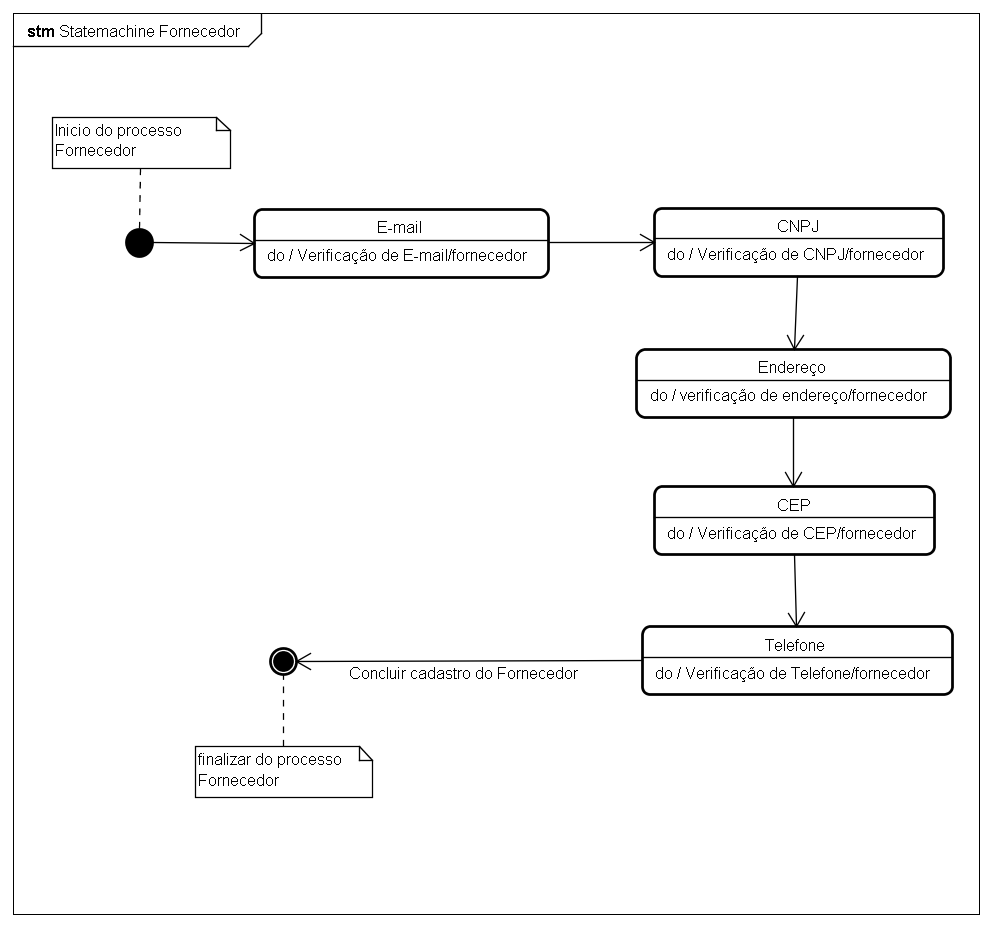 stm Statemachine Fornecedor
Inicio do processo
Fornecedor
E-mail
do / Verificação de E-mail/fornecedor
CNPJ
do / Verificação de CNPJ/fornecedor
Endereço
do / verificação de endereço/fornecedor
CEP
do / Verificação de CEP/fornecedor
Telefone
do / Verificação de Telefone/fornecedor
Concluir cadastro do Fornecedor
finalizar do processo
Fornecedor